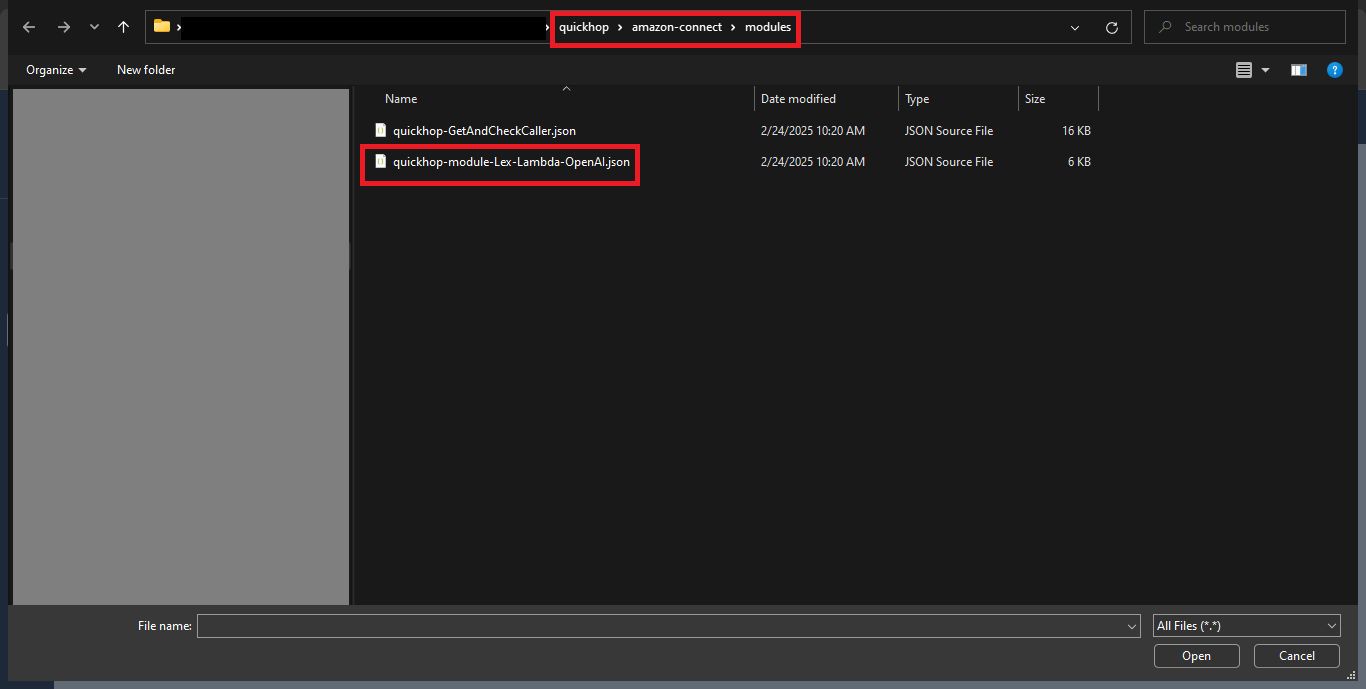 quickhop › amazon-connect › modules
Search modules
Organize
New folder
Name
Date modified
Type
Size
quickhop-GetAndCheckCaller.json
2/24/2025 10:20 AM
JSON Source File
16 KB
quickhop-module-Lex-Lambda-OpenAI.json
2/24/2025 10:20 AM
JSON Source File
6 KB
File name:
All Files (*.*)
Open
Cancel